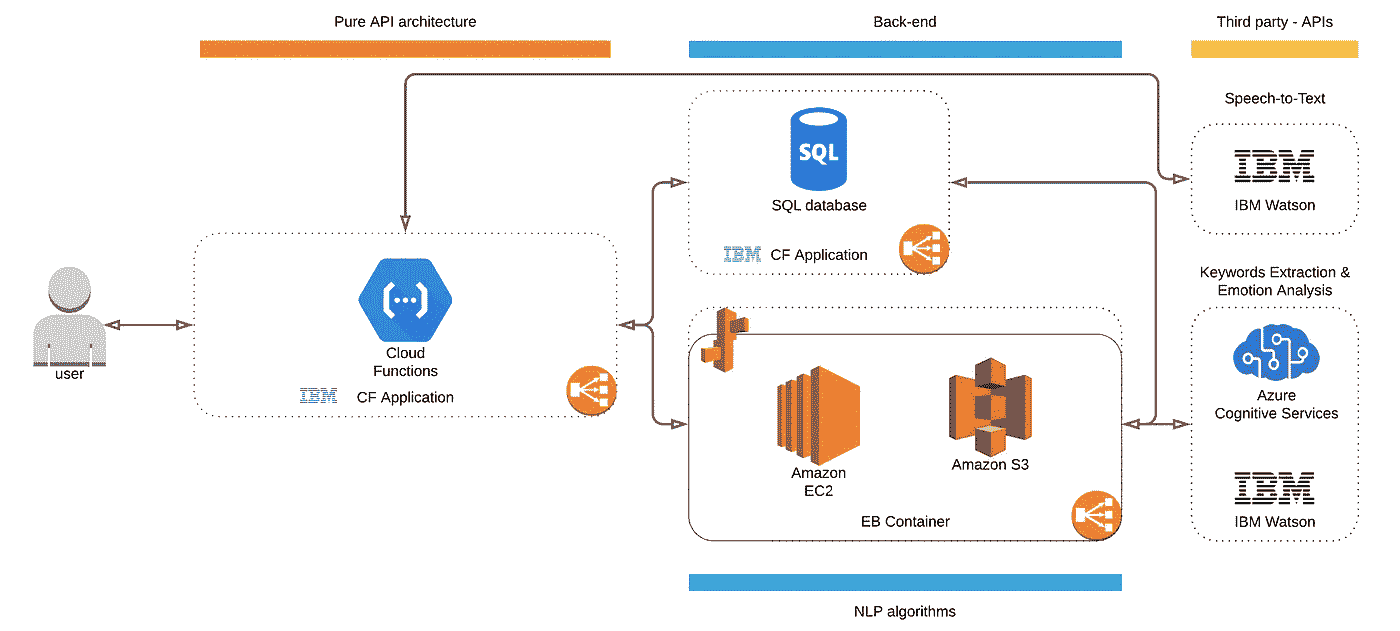 Pure API architecture
Back-end
Third party - APIs
Speech-to-Text
IBM
IBM Watson
SQL
SQL database
IBM CF Application
user
Cloud
Functions
IBM CF Application
Keywords Extraction &
Emotion Analysis
Azure
Cognitive Services
IBM
IBM Watson
Amazon
EC2
Amazon S3
EB Container
NLP algorithms